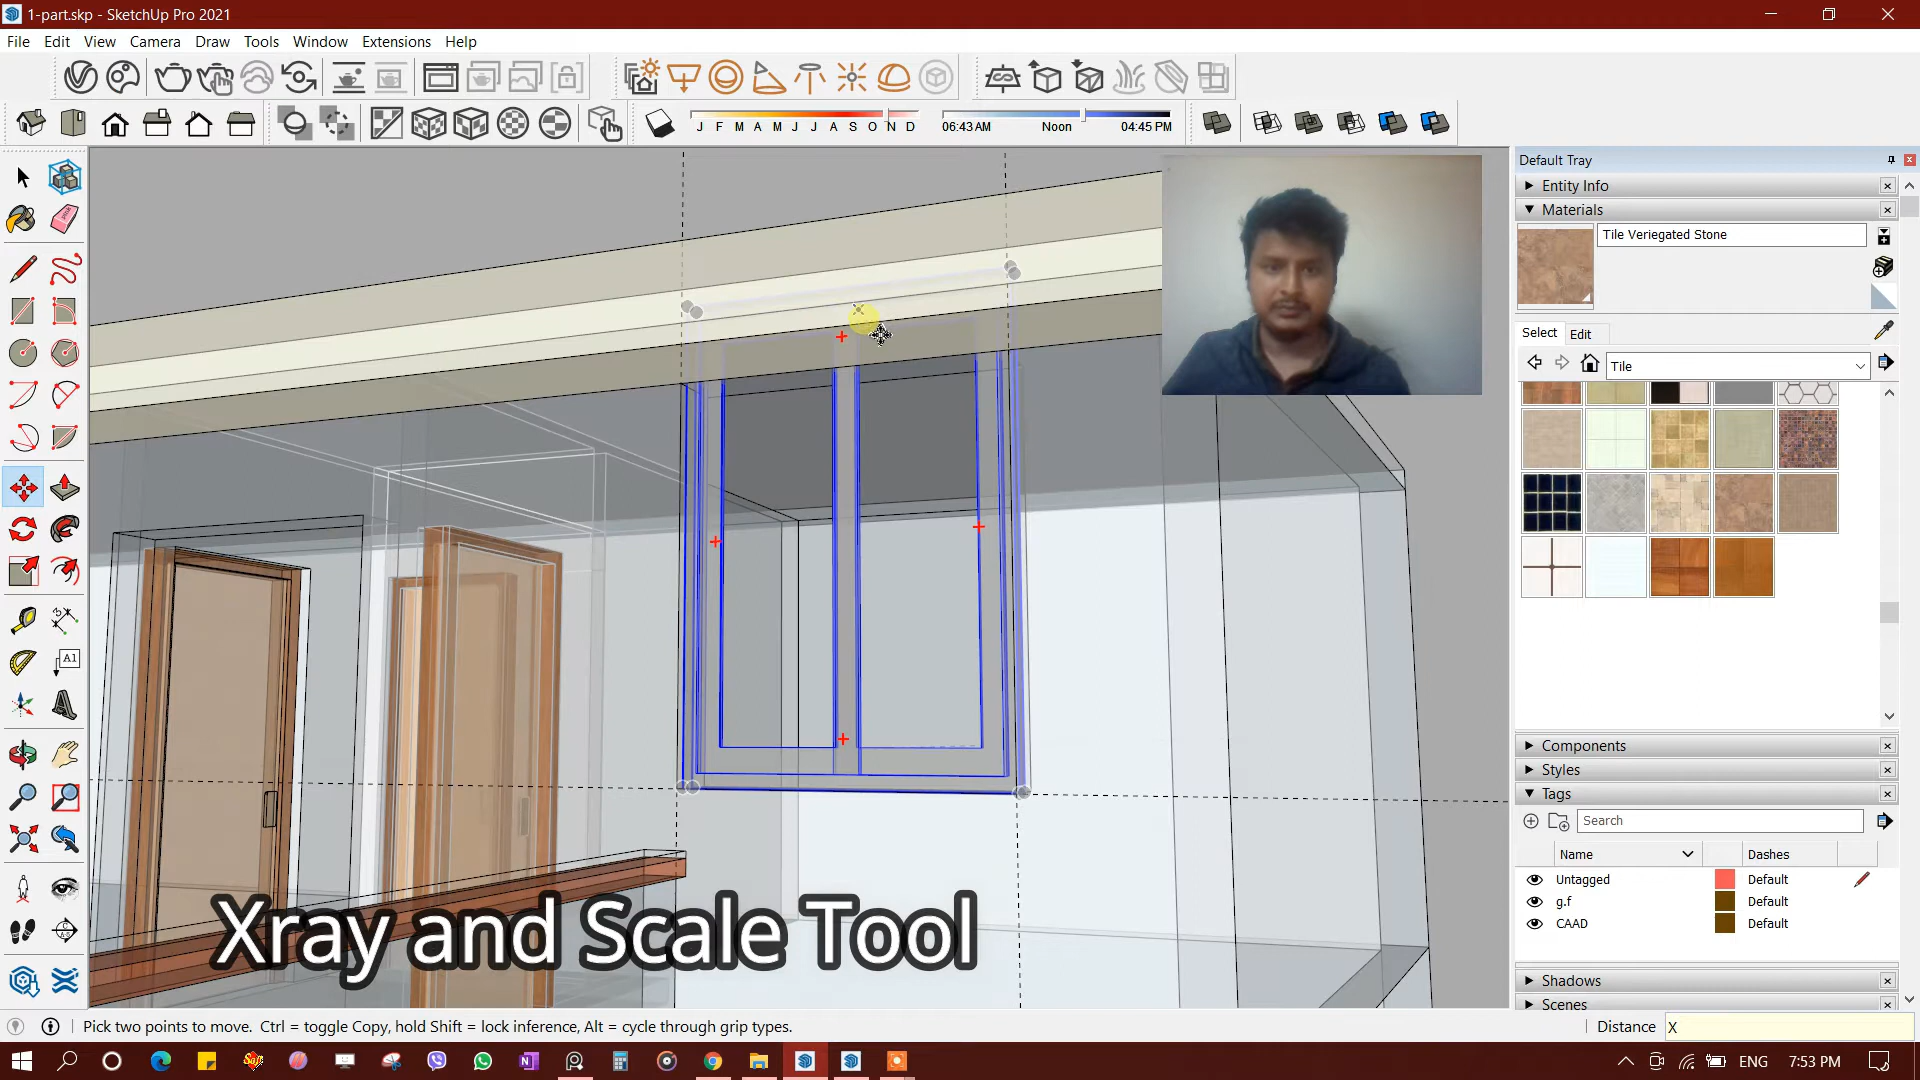 1-part.skp - SketchUp Pro 2021
File Edit View Camera Draw Tools Window Extensions Help
J F M A M J J A S O N D
06:43 AM Noon 04:45 PM
Default Tray
Entity Info
Materials
Tile Veriegated Stone
Select Edit
Tile
Components
Styles
Tags
Search
Name Dashes
Untagged Default
g.f Default
CAAD Default
Shadows
Scenes
A1
Xray and Scale Tool
Pick two points to move. Ctrl = toggle Copy, hold Shift = lock inference, Alt = cycle through grip types.
Distance X
ENG 7:53 PM